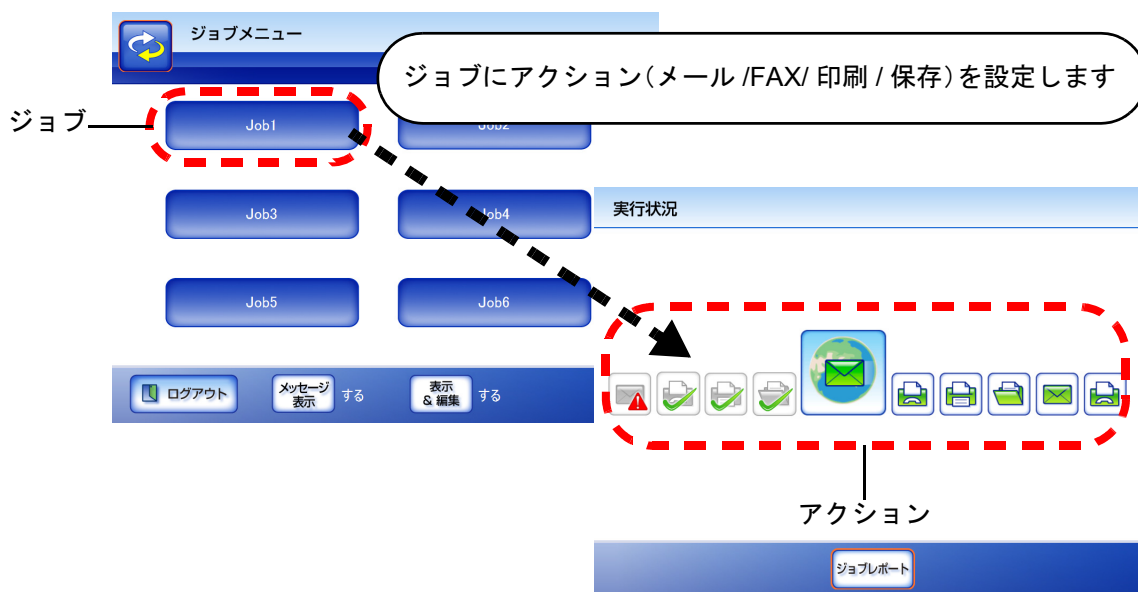 ジョブメニュー
ジョブにアクション（メール /FAX/ 印刷 / 保存）を設定します
ジョブ
Job1
Job2
Job3
Job4
実行状況
Job5
Job6
ログアウト
メッセージ
表示
する
表示
& 編集
する
アクション
ジョブレポート